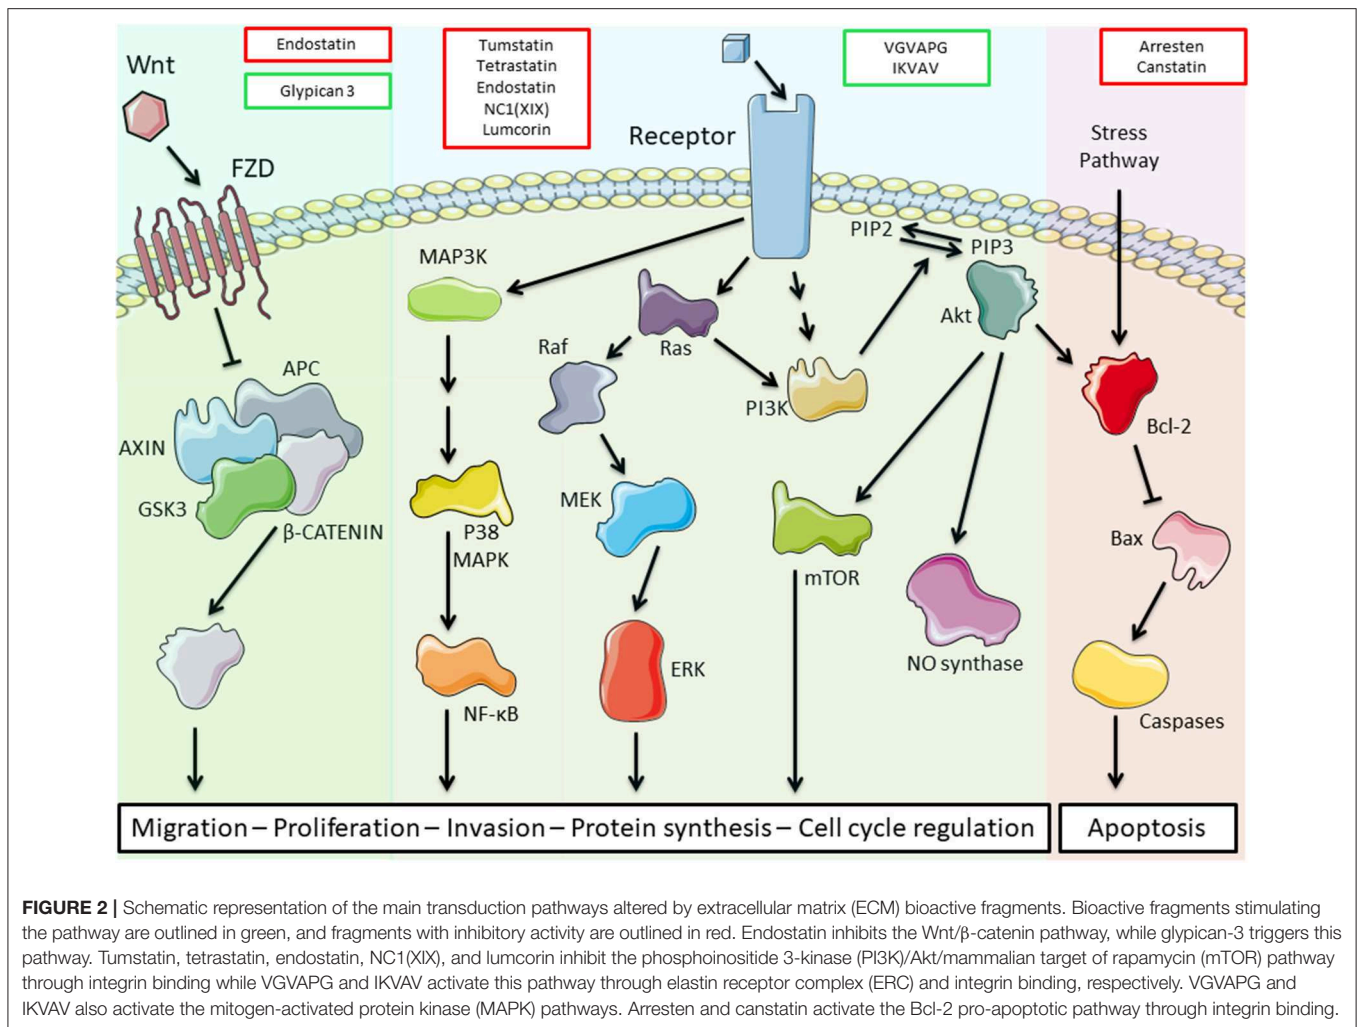 Endostatin
Glypican 3
Wnt
FZD
Tumstatin
Tetrastatin
Endostatin
NC1(XIX)
Lumcorin
Receptor
VGVAPG
IKVAV
Arresten
Canstatin
Stress
Pathway
MAP3K
PIP2
PIP3
Akt
Raf
Ras
PI3K
APC
AXIN
GSK3
β-CATENIN
P38
MAPK
MEK
mTOR
NO synthase
Bcl-2
Bax
NF-κB
ERK
Caspases
Migration – Proliferation – Invasion – Protein synthesis – Cell cycle regulation
Apoptosis
FIGURE 2 | Schematic representation of the main transduction pathways altered by extracellular matrix (ECM) bioactive fragments. Bioactive fragments stimulating
the pathway are outlined in green, and fragments with inhibitory activity are outlined in red. Endostatin inhibits the Wnt/β-catenin pathway, while glypican-3 triggers this
pathway. Tumstatin, tetrastatin, endostatin, NC1(XIX), and lumcorin inhibit the phosphoinositide 3-kinase (PI3K)/Akt/mammalian target of rapamycin (mTOR) pathway
through integrin binding while VGVAPG and IKVAV activate this pathway through elastin receptor complex (ERC) and integrin binding, respectively. VGVAPG and
IKVAV also activate the mitogen-activated protein kinase (MAPK) pathways. Arresten and canstatin activate the Bcl-2 pro-apoptotic pathway through integrin binding.